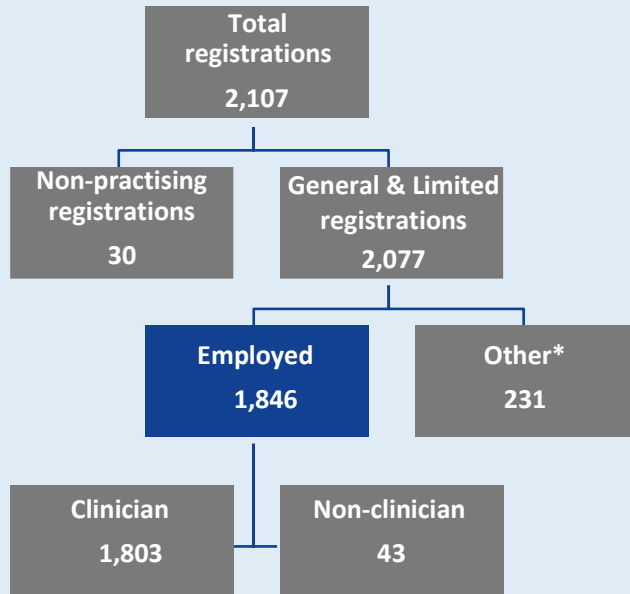 Total
registrations
2,107
Non-practising
registrations
30
General & Limited
registrations
2,077
Employed
1,846
Other*
231
Clinician
1,803
Non-clinician
43